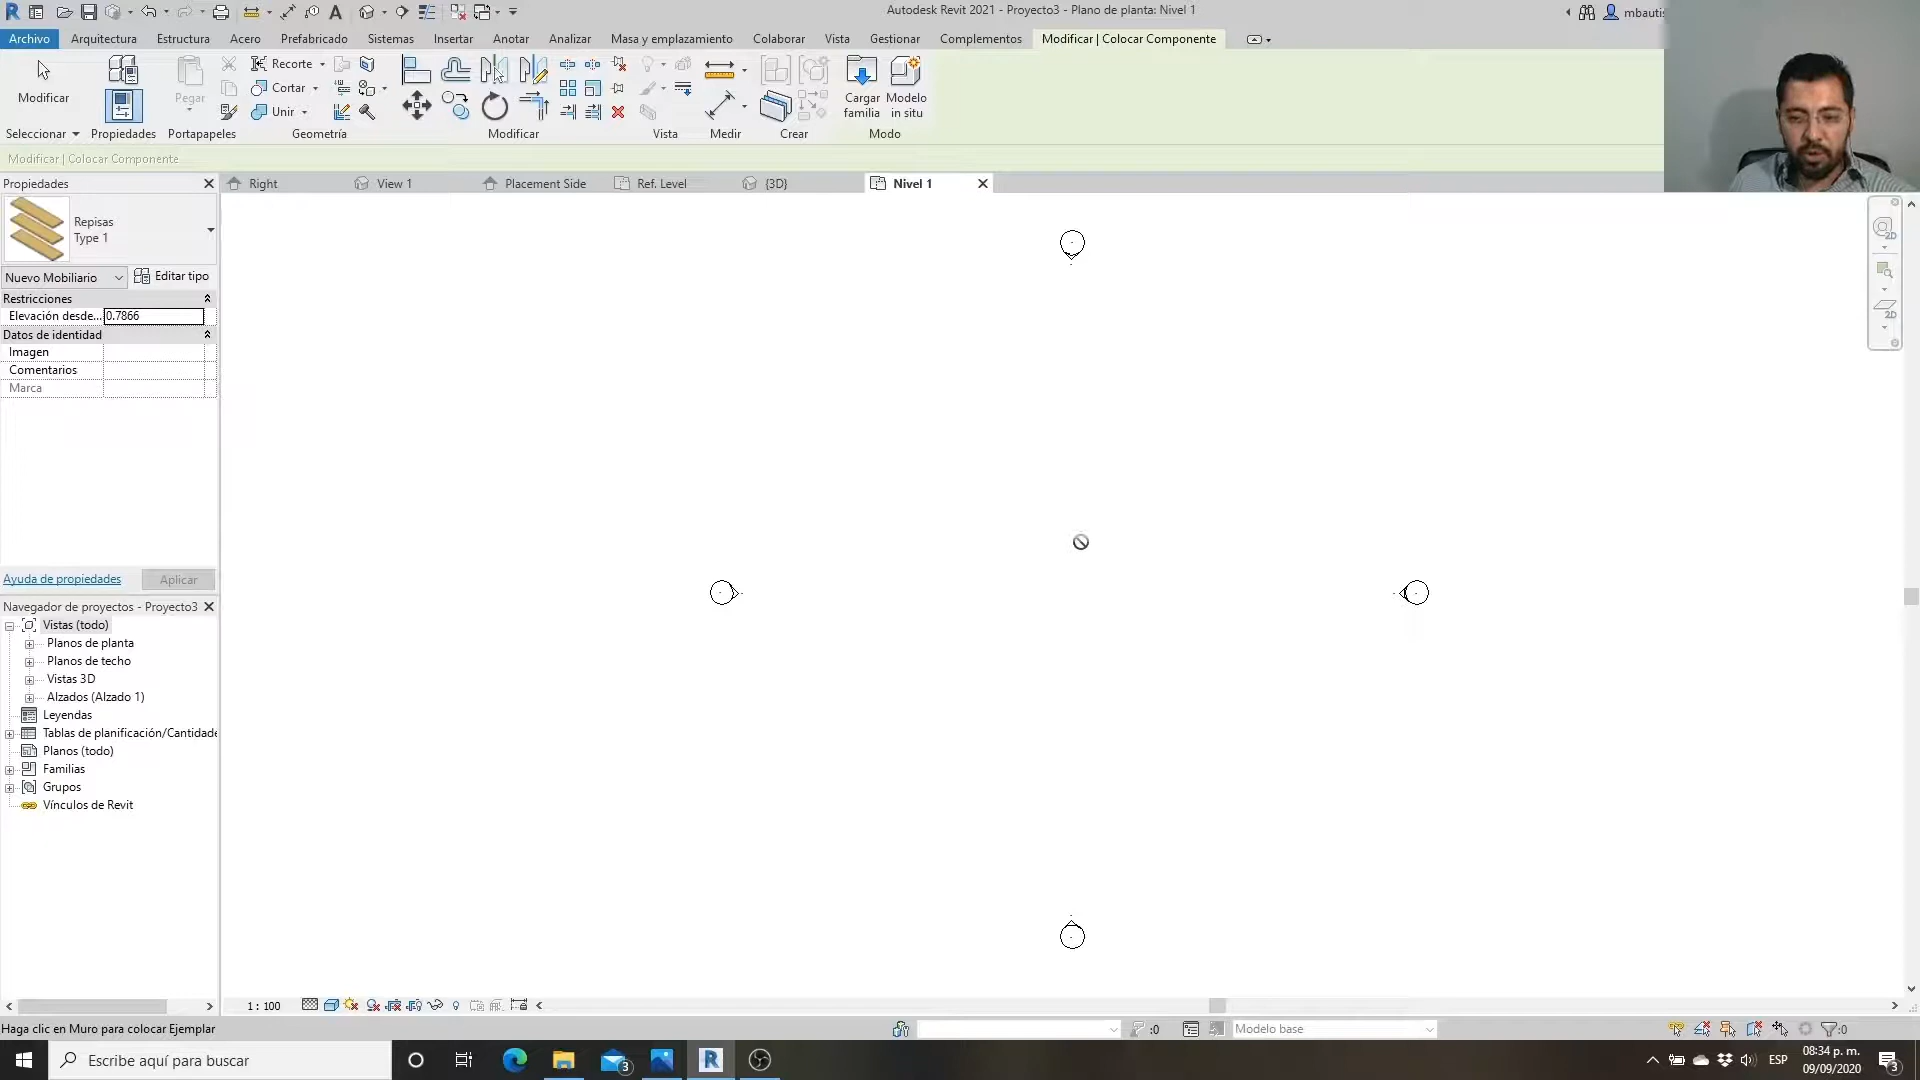 Autodesk Revit 2021 - Proyecto3 - Plano de planta: Nivel 1
mbautis
Archivo Arquitectura Estructura Acero Prefabricado Sistemas Insertar Anotar Analizar Masa y emplazamiento Colaborar Vista Gestionar Complementos Modificar | Colocar Componente
Modificar
Pegar
Recorte
Cortar
Unir
Cargar familia
Modelo in situ
Seleccionar Propiedades Portapapeles Geometría Modificar Vista Medir Crear Modo
Modificar | Colocar Componente
Propiedades
Right View 1 Placement Side Ref. Level {3D} Nivel 1
Repisas
Type 1
Nuevo Mobiliario Editar tipo
Restricciones
Elevación desde... 0.7866
Datos de identidad
Imagen
Comentarios
Marca
2D
2D
Ayuda de propiedades Aplicar
Navegador de proyectos - Proyecto3
Vistas (todo)
Planos de planta
Planos de techo
Vistas 3D
Alzados (Alzado 1)
Leyendas
Tablas de planificación/Cantidade
Planos (todo)
Familias
Grupos
Vínculos de Revit
1 : 100
Haga clic en Muro para colocar Ejemplar
:0
Modelo base
:0
Escribe aquí para buscar
3
ESP
08:34 p. m.
09/09/2020
3